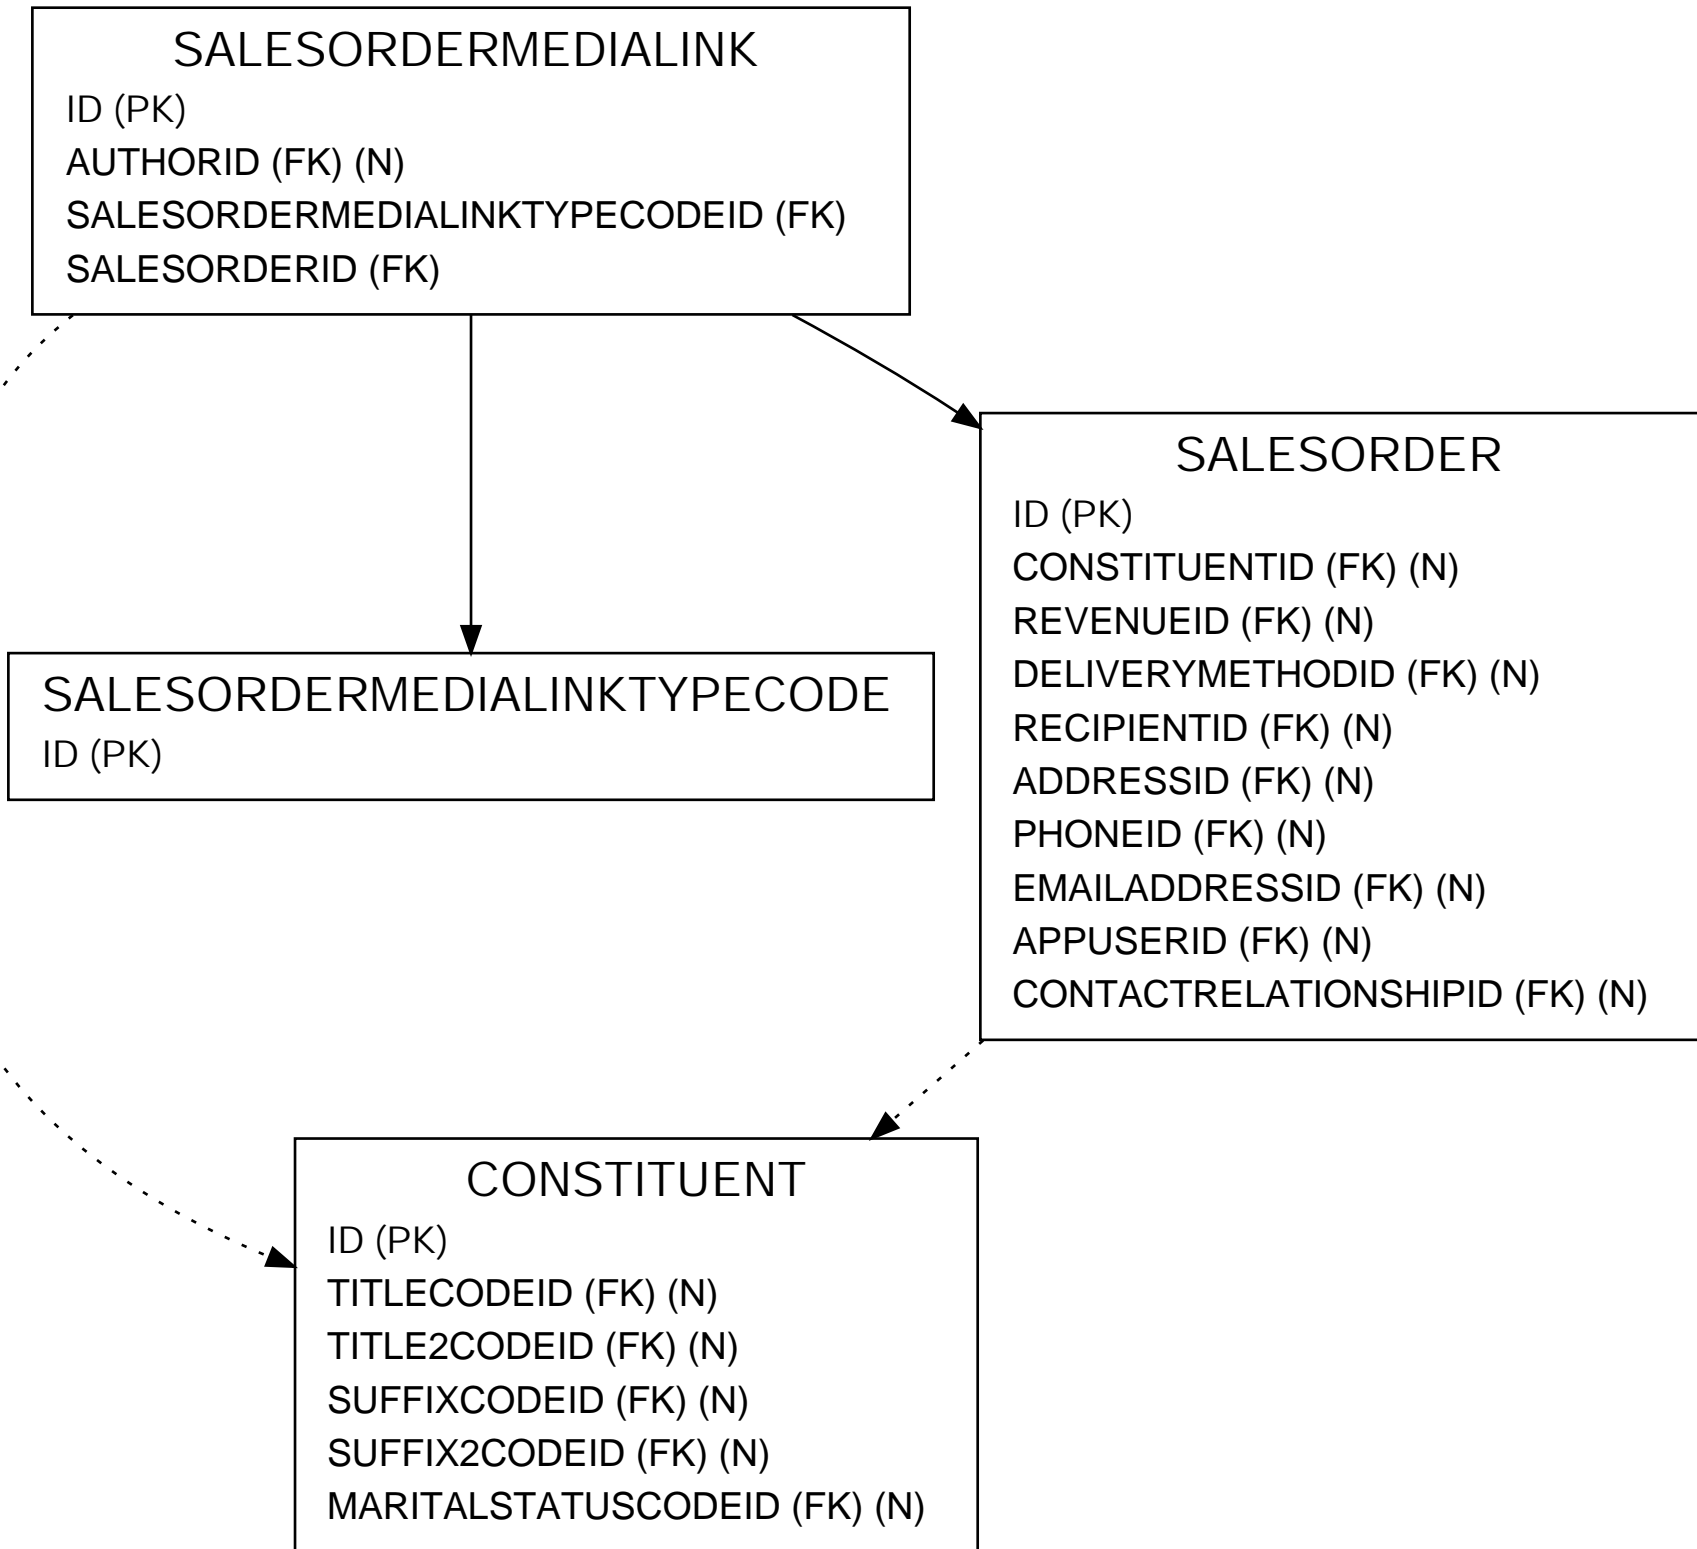 SALESORDERMEDIALINK
ID (PK)
AUTHORID (FK) (N)
SALESORDERMEDIALINKTYPECODEID (FK)
SALESORDERID (FK)
SALESORDER
ID (PK)
CONSTITUENTID (FK) (N)
REVENUEID (FK) (N)
DELIVERYMETHODID (FK) (N)
RECIPIENTID (FK) (N)
ADDRESSID (FK) (N)
PHONEID (FK) (N)
EMAILADDRESSID (FK) (N)
APPUSERID (FK) (N)
CONTACTRELATIONSHIPID (FK) (N)
SALESORDERMEDIALINKTYPECODE
ID (PK)
CONSTITUENT
ID (PK)
TITLECODEID (FK) (N)
TITLE2CODEID (FK) (N)
SUFFIXCODEID (FK) (N)
SUFFIX2CODEID (FK) (N)
MARITALSTATUSCODEID (FK) (N)